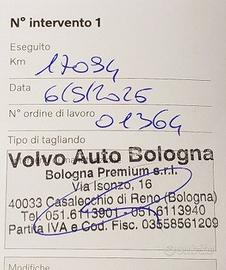 N° intervento 1
Eseguito
Km 17094
Data 6/5/2025
N° ordine di lavoro 01364
Tipo di tagliando
Volvo Auto Bologna
Bologna Premium s.r.l.
Via Isonzo, 16
40033 Casalecchio di Reno (Bologna)
Tel. 051.6113901 - 051.6113940
Partita IVA e Cod. Fisc. 03558561209
Modifiche